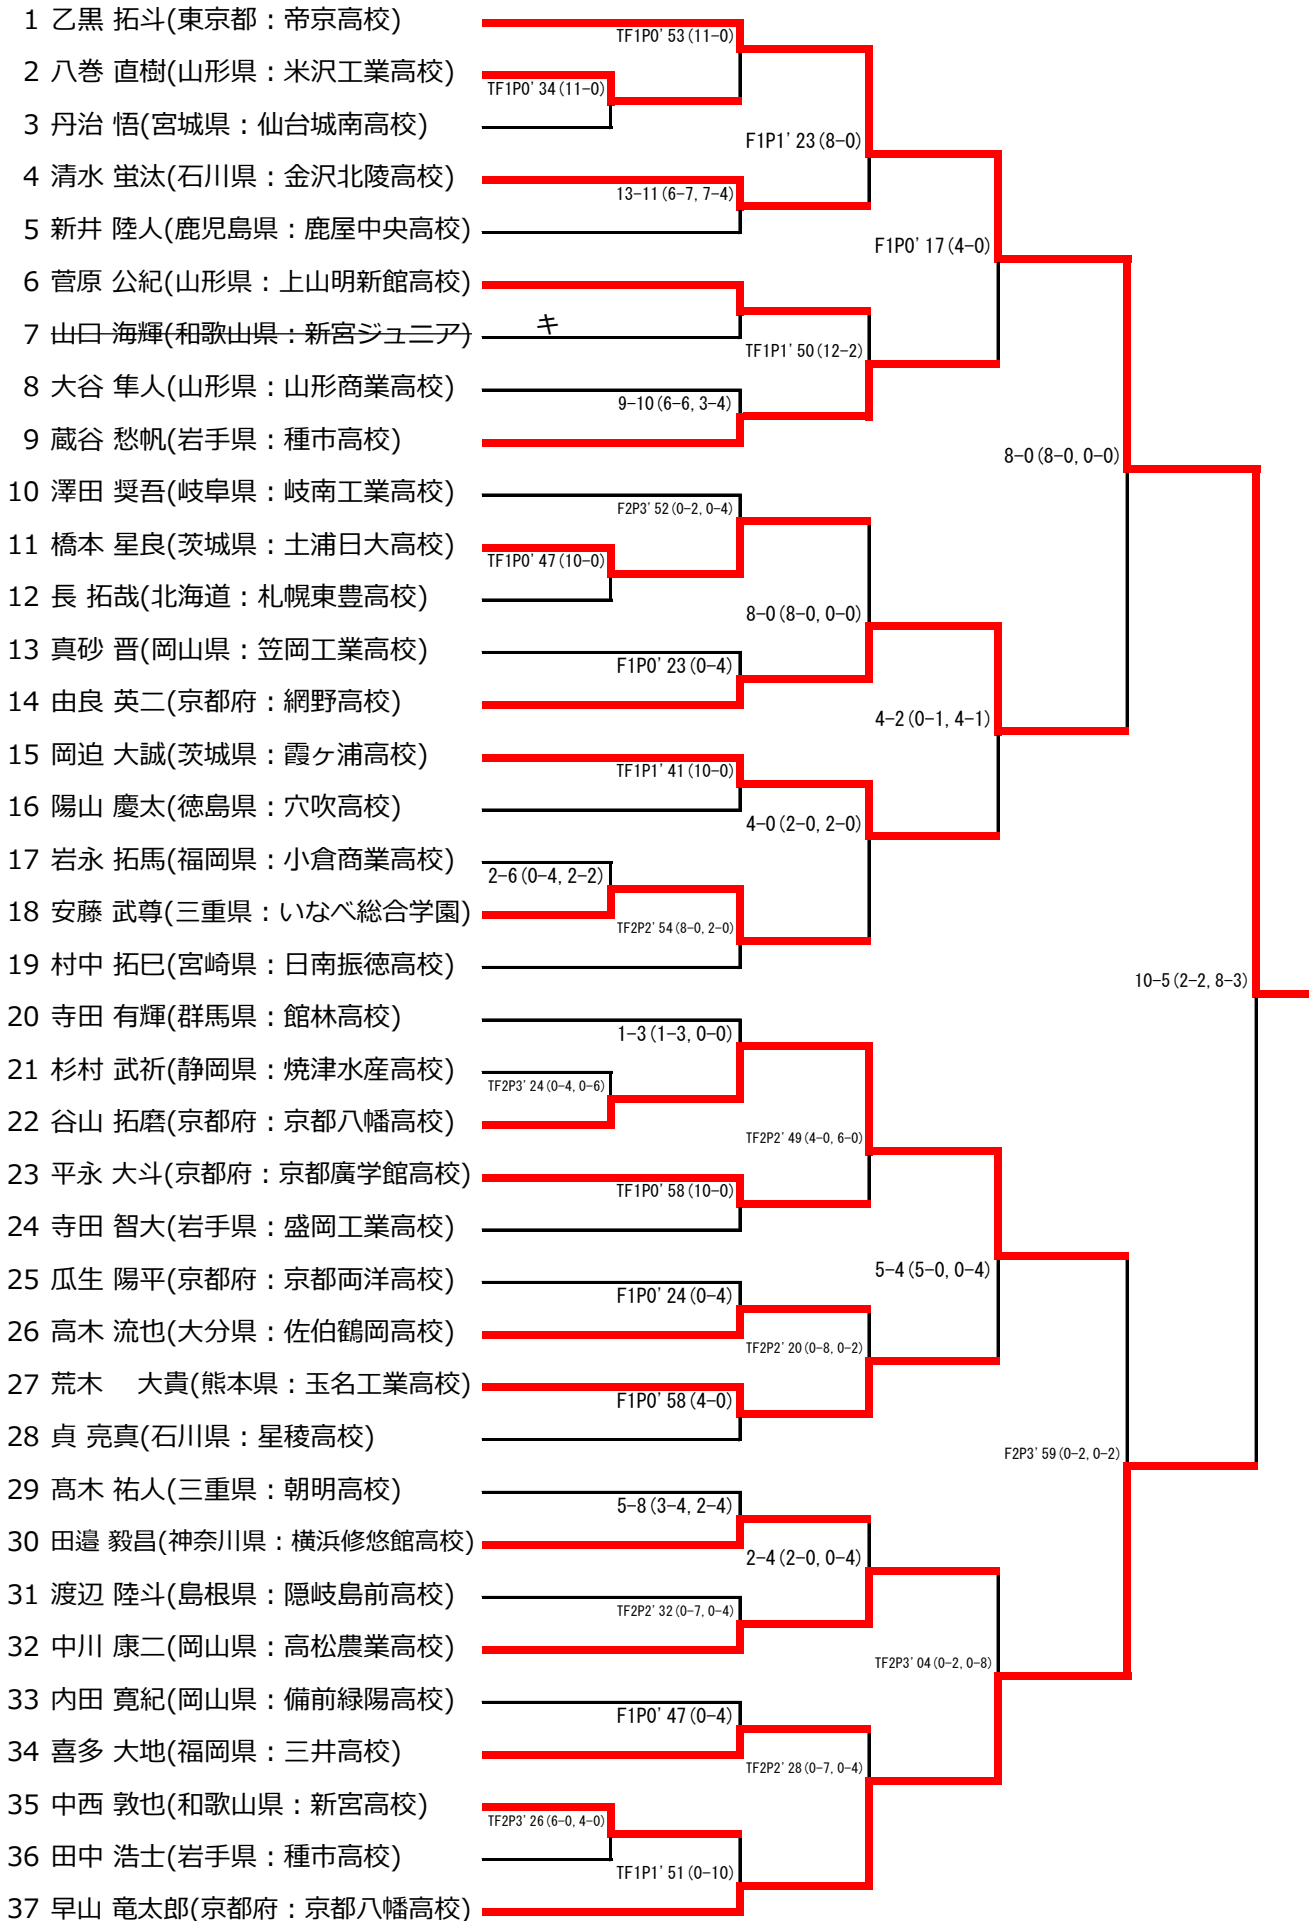 1 乙黒 拓斗(東京都：帝京高校)
TF1P0' 53 (11-0)
2 八巻 直樹(山形県：米沢工業高校)
TF1P0' 34 (11-0)
3 丹治 悟(宮城県：仙台城南高校)
F1P1' 23 (8-0)
4 清水 蛍汰(石川県：金沢北陵高校)
13-11 (6-7, 7-4)
5 新井 陸人(鹿児島県：鹿屋中央高校)
F1P0' 17 (4-0)
6 菅原 公紀(山形県：上山明新館高校)
7 山口 海輝(和歌山県：新宮ジュニア)
キ
TF1P1' 50 (12-2)
8 大谷 隼人(山形県：山形商業高校)
9-10 (6-6, 3-4)
9 蔵谷 愁帆(岩手県：種市高校)
8-0 (8-0, 0-0)
10 澤田 奨吾(岐阜県：岐南工業高校)
F2P3' 52 (0-2, 0-4)
11 橋本 星良(茨城県：土浦日大高校)
TF1P0' 47 (10-0)
12 長 拓哉(北海道：札幌東豊高校)
8-0 (8-0, 0-0)
13 真砂 晋(岡山県：笠岡工業高校)
F1P0' 23 (0-4)
14 由良 英二(京都府：網野高校)
4-2 (0-1, 4-1)
15 岡迫 大誠(茨城県：霞ヶ浦高校)
TF1P1' 41 (10-0)
16 陽山 慶太(徳島県：穴吹高校)
4-0 (2-0, 2-0)
17 岩永 拓馬(福岡県：小倉商業高校)
2-6 (0-4, 2-2)
18 安藤 武尊(三重県：いなべ総合学園)
TF2P2' 54 (8-0, 2-0)
19 村中 拓巳(宮崎県：日南振徳高校)
10-5 (2-2, 8-3)
20 寺田 有輝(群馬県：館林高校)
1-3 (1-3, 0-0)
21 杉村 武祈(静岡県：焼津水産高校)
TF2P3' 24 (0-4, 0-6)
22 谷山 拓磨(京都府：京都八幡高校)
TF2P2' 49 (4-0, 6-0)
23 平永 大斗(京都府：京都廣学館高校)
TF1P0' 58 (10-0)
24 寺田 智大(岩手県：盛岡工業高校)
5-4 (5-0, 0-4)
25 瓜生 陽平(京都府：京都両洋高校)
F1P0' 24 (0-4)
26 高木 流也(大分県：佐伯鶴岡高校)
TF2P2' 20 (0-8, 0-2)
27 荒木　大貴(熊本県：玉名工業高校)
F1P0' 58 (4-0)
28 貞 亮真(石川県：星稜高校)
F2P3' 59 (0-2, 0-2)
29 髙木 祐人(三重県：朝明高校)
5-8 (3-4, 2-4)
30 田邉 毅昌(神奈川県：横浜修悠館高校)
2-4 (2-0, 0-4)
31 渡辺 陸斗(島根県：隠岐島前高校)
TF2P2' 32 (0-7, 0-4)
32 中川 康二(岡山県：高松農業高校)
TF2P3' 04 (0-2, 0-8)
33 内田 寛紀(岡山県：備前緑陽高校)
F1P0' 47 (0-4)
34 喜多 大地(福岡県：三井高校)
TF2P2' 28 (0-7, 0-4)
35 中西 敦也(和歌山県：新宮高校)
TF2P3' 26 (6-0, 4-0)
36 田中 浩士(岩手県：種市高校)
TF1P1' 51 (0-10)
37 早山 竜太郎(京都府：京都八幡高校)